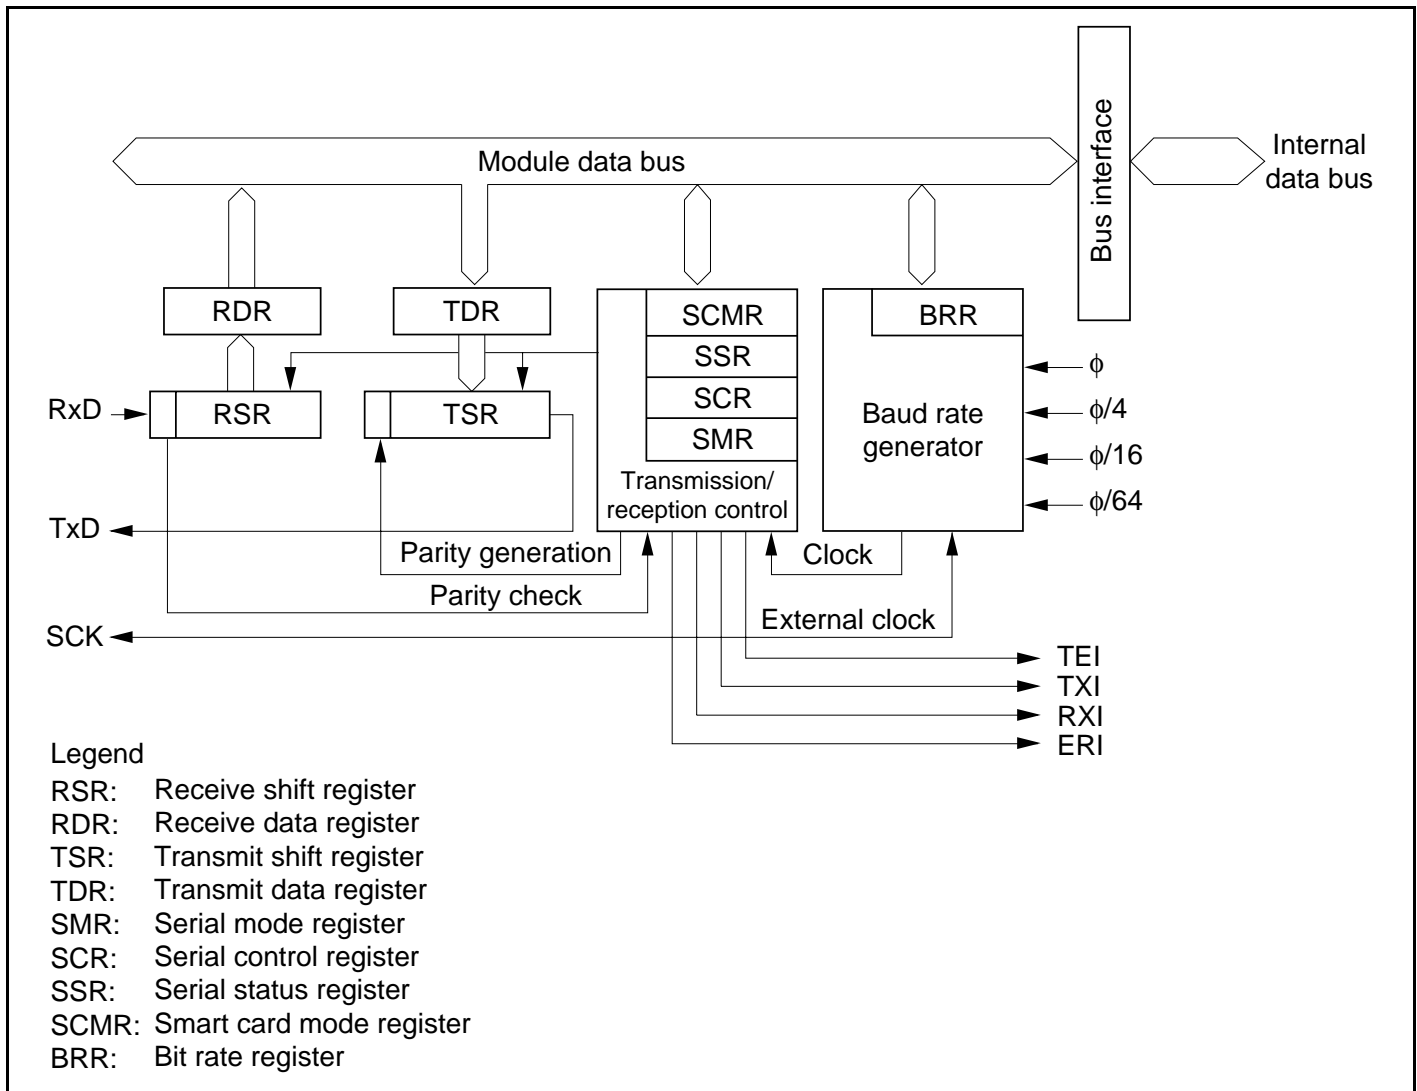 Module data bus
Bus interface
Internal
data bus
RDR
TDR
SCMR
BRR
SSR
RxD
RSR
TSR
SCR
SMR
Baud rate
generator
ϕ
ϕ/4
ϕ/16
ϕ/64
Transmission/
reception control
TxD
Parity generation
Clock
Parity check
SCK
External clock
TEI
TXI
RXI
ERI
Legend
RSR: Receive shift register
RDR: Receive data register
TSR: Transmit shift register
TDR: Transmit data register
SMR: Serial mode register
SCR: Serial control register
SSR: Serial status register
SCMR: Smart card mode register
BRR: Bit rate register